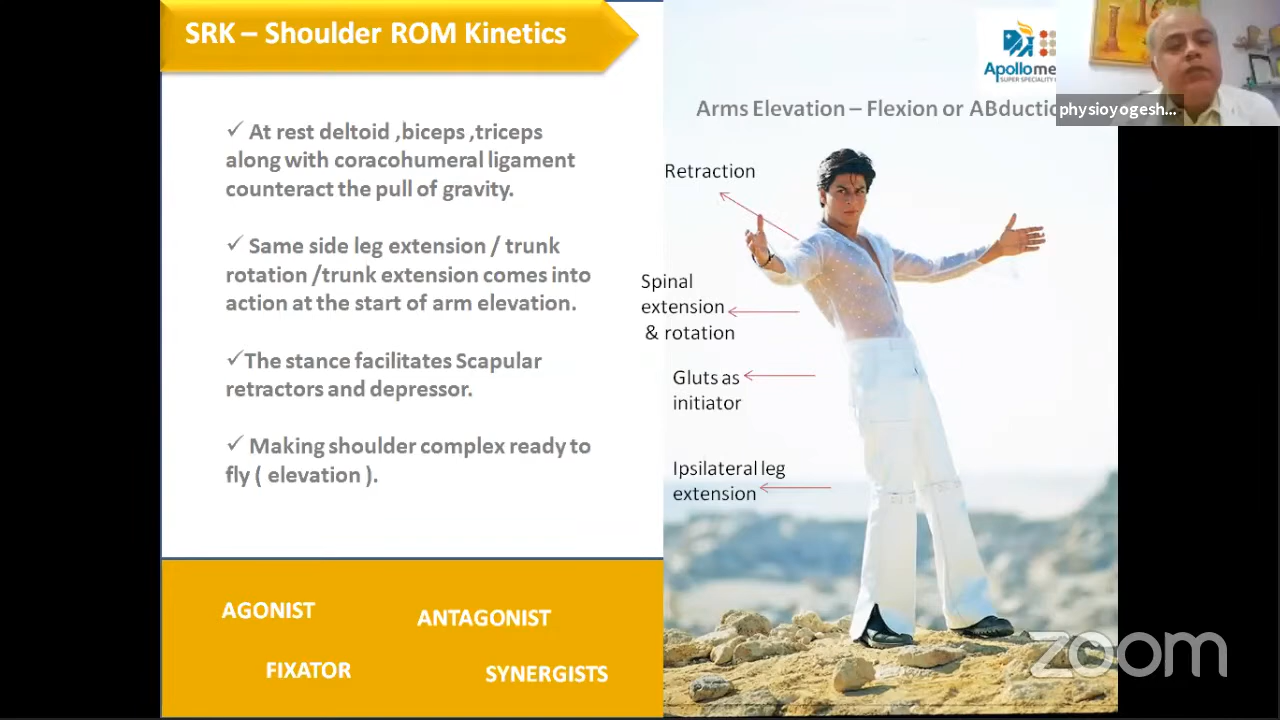 SRK – Shoulder ROM Kinetics
✓ At rest deltoid ,biceps ,triceps
along with coracohumeral ligament
counteract the pull of gravity.
✓ Same side leg extension / trunk
rotation /trunk extension comes into
action at the start of arm elevation.
✓The stance facilitates Scapular
retractors and depressor.
✓ Making shoulder complex ready to
fly ( elevation ).
AGONIST
ANTAGONIST
FIXATOR
SYNERGISTS
Apollome
SUPER SPECIALITY
Arms Elevation – Flexion or ABductio
Retraction
Spinal
extension
& rotation
Gluts as
initiator
Ipsilateral leg
extension
physioyogesh...
zoom